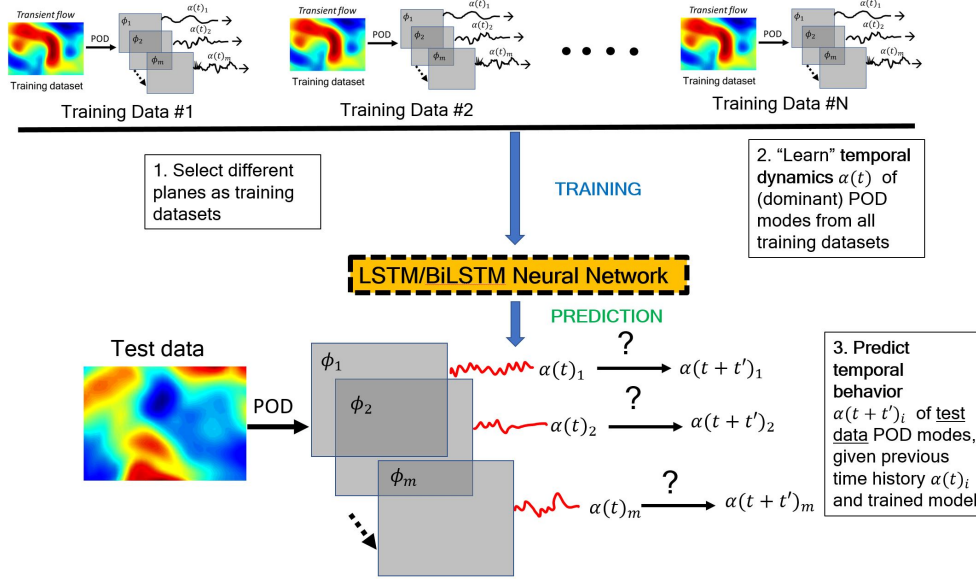 Transient flow
POD
ϕ₁
ϕ₂
ϕₘ
α(t)₁
α(t)₂
α(t)ₘ
Training dataset
Training Data #1
Transient flow
POD
ϕ₁
ϕ₂
ϕₘ
α(t)₁
α(t)₂
α(t)ₘ
Training dataset
Training Data #2
Transient flow
POD
ϕ₁
ϕ₂
ϕₘ
α(t)₁
α(t)₂
α(t)ₘ
Training dataset
Training Data #N
1. Select different
planes as training
datasets
TRAINING
2. “Learn” temporal
dynamics α(t) of
(dominant) POD
modes from all
training datasets
LSTM/BiLSTM Neural Network
PREDICTION
Test data
POD
ϕ₁
ϕ₂
ϕₘ
α(t)₁ ? α(t + t′)₁
α(t)₂ ? α(t + t′)₂
α(t)ₘ ? α(t + t′)ₘ
3. Predict
temporal
behavior
α(t + t′)ᵢ of test
data POD modes,
given previous
time history α(t)ᵢ
and trained model